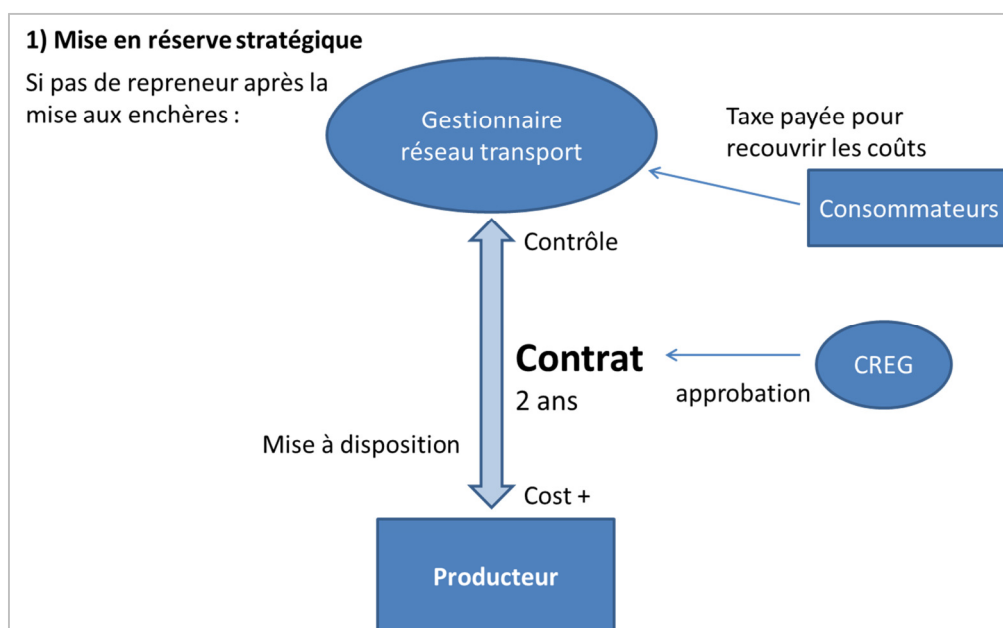 1) Mise en réserve stratégique
Si pas de repreneur après la
mise aux enchères :
Gestionnaire
réseau transport
Taxe payée pour
recouvrir les coûts
Consommateurs
Contrôle
Contrat
2 ans
CREG
approbation
Mise à disposition
Cost +
Producteur